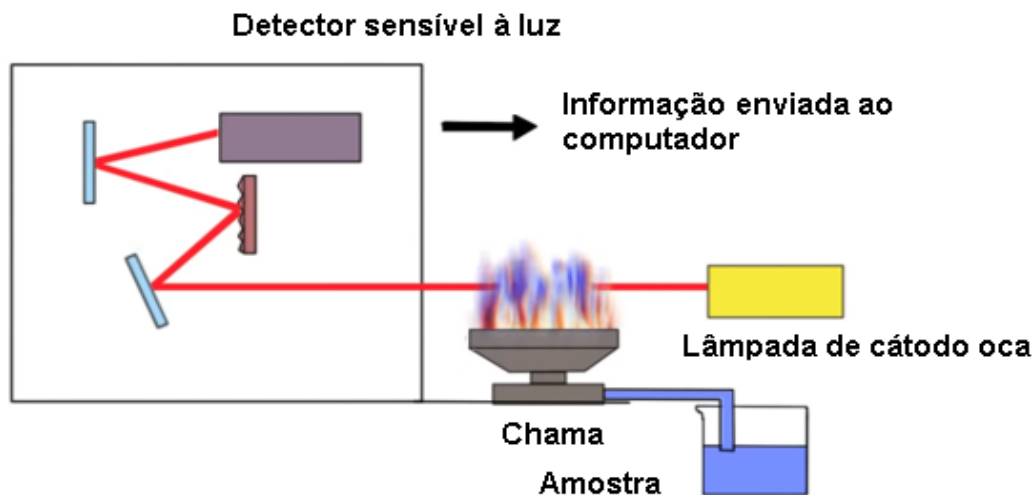 Detector sensível à luz
Informação enviada ao
computador
Lâmpada de cátodo oca
Chama
Amostra